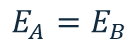 E_A = E_B